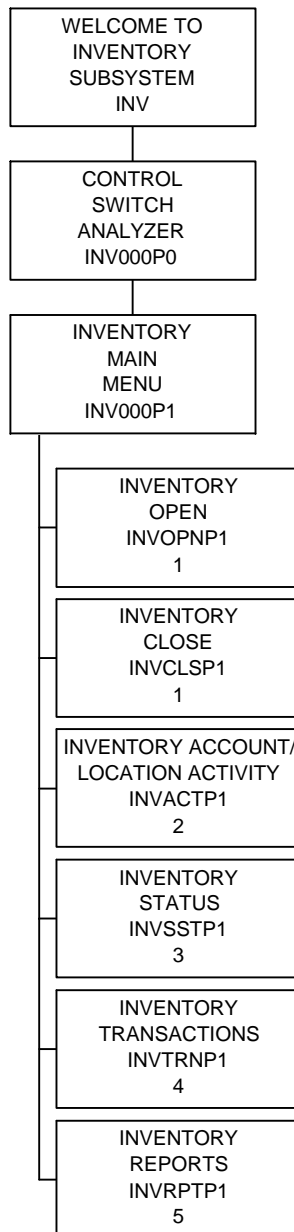 WELCOME TO
INVENTORY
SUBSYSTEM
INV
CONTROL
SWITCH
ANALYZER
INV000P0
INVENTORY
MAIN
MENU
INV000P1
INVENTORY
OPEN
INVOPNP1
1
INVENTORY
CLOSE
INVCLSP1
1
INVENTORY ACCOUNT/
LOCATION ACTIVITY
INVACTP1
2
INVENTORY
STATUS
INVSSTP1
3
INVENTORY
TRANSACTIONS
INVTRNP1
4
INVENTORY
REPORTS
INVRPTP1
5